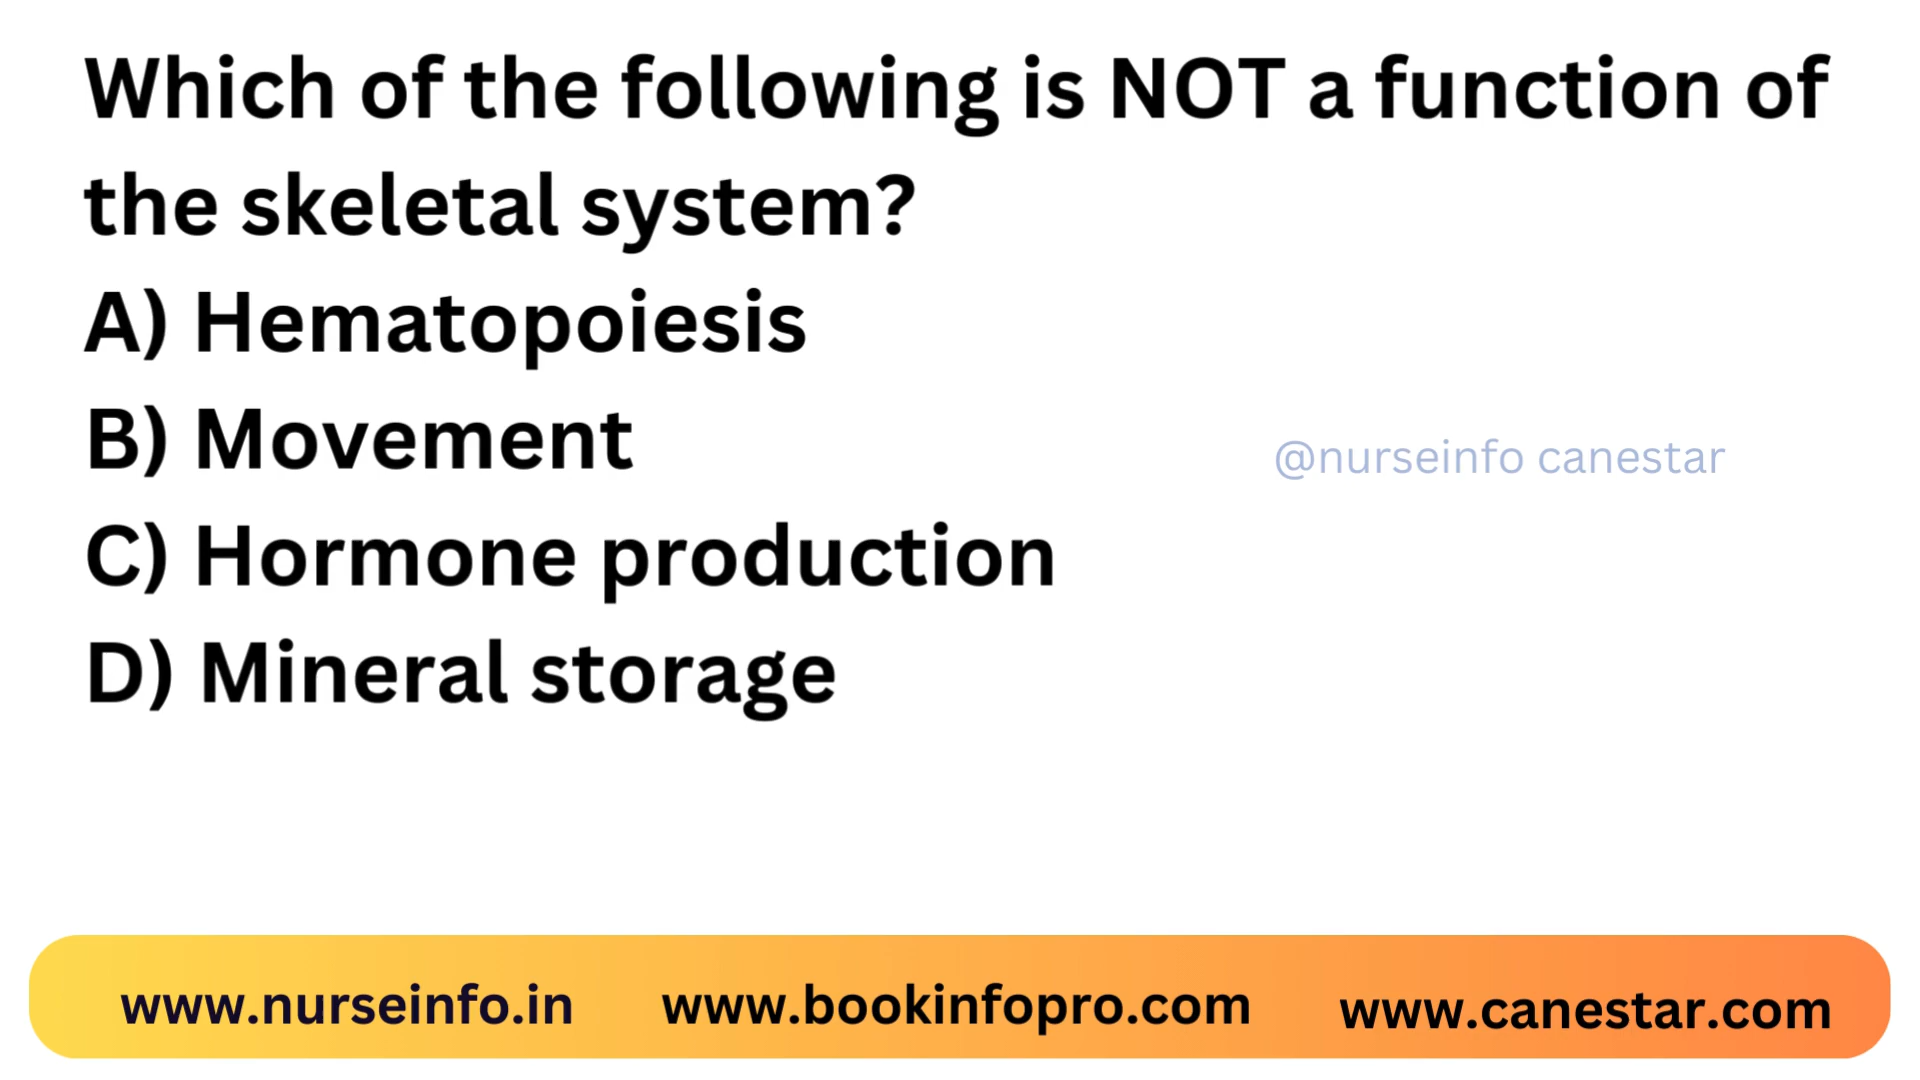 Which of the following is NOT a function of
the skeletal system?
A) Hematopoiesis
B) Movement
@nurseinfo canestar
C) Hormone production
D) Mineral storage
www.nurseinfo.in www.bookinfopro.com www.canestar.com